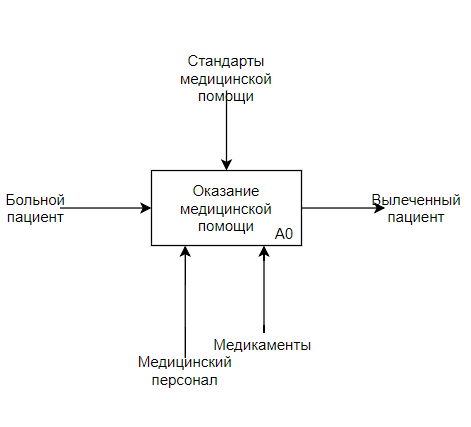 Стандарты
медицинской
помощи
Больной
пациент
Оказание
медицинской
помощи
A0
Вылеченный
пациент
Медикаменты
Медицинский
персонал